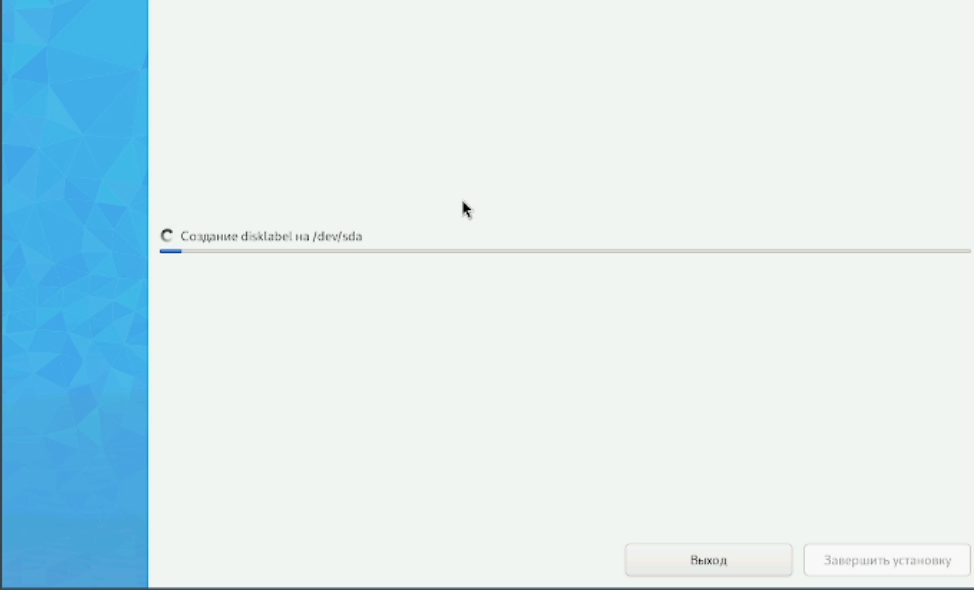 Создание disklabel на /dev/sda
Выход
Завершить установку